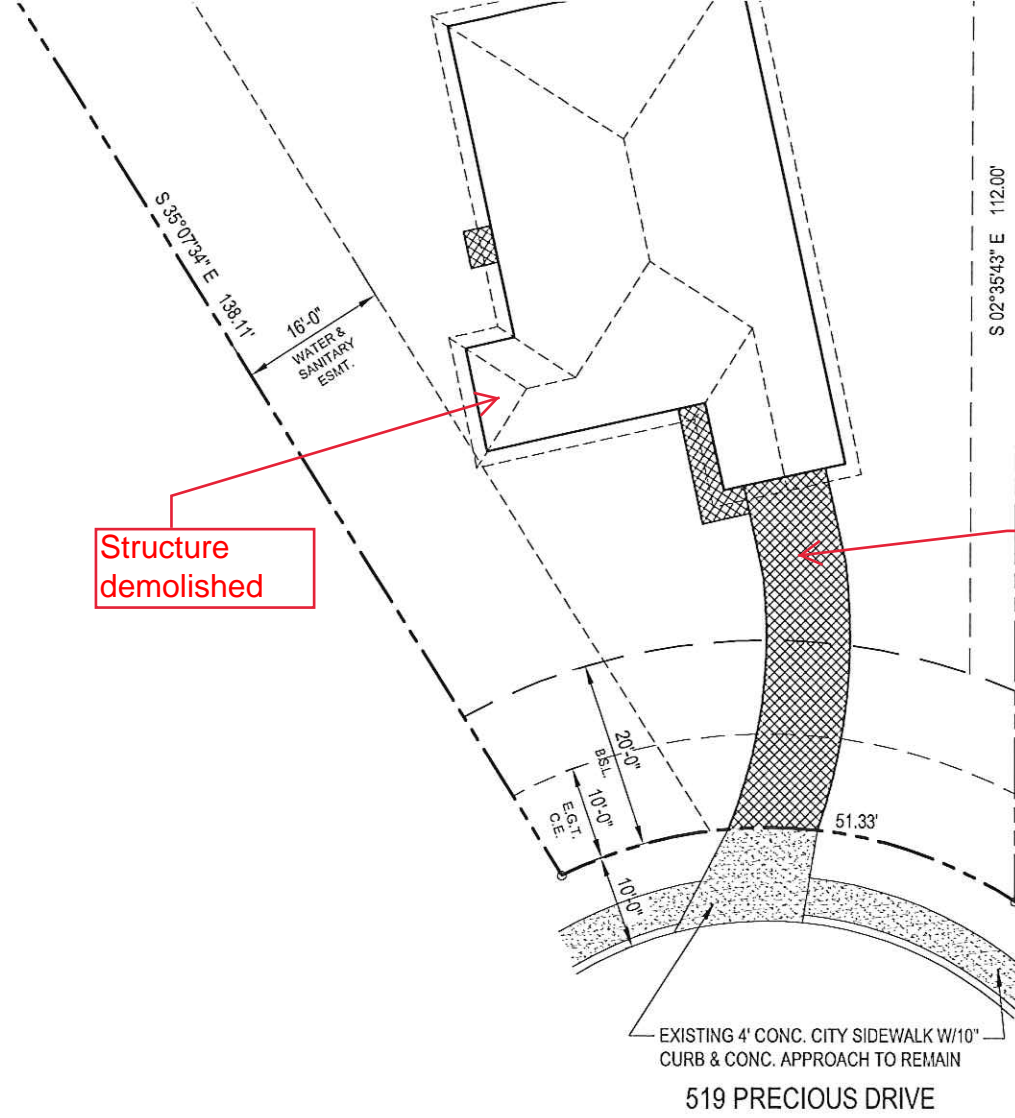 S 35°07'34" E 138.11'
16'-0"
WATER &
SANITARY
ESMT.
S 02°35'43" E 112.00'
Structure
demolished
20'-0"
B.S.L.
10'-0"
E.G.T.
C.E.
51.33'
10'-0"
EXISTING 4' CONC. CITY SIDEWALK W/10"
CURB & CONC. APPROACH TO REMAIN
519 PRECIOUS DRIVE